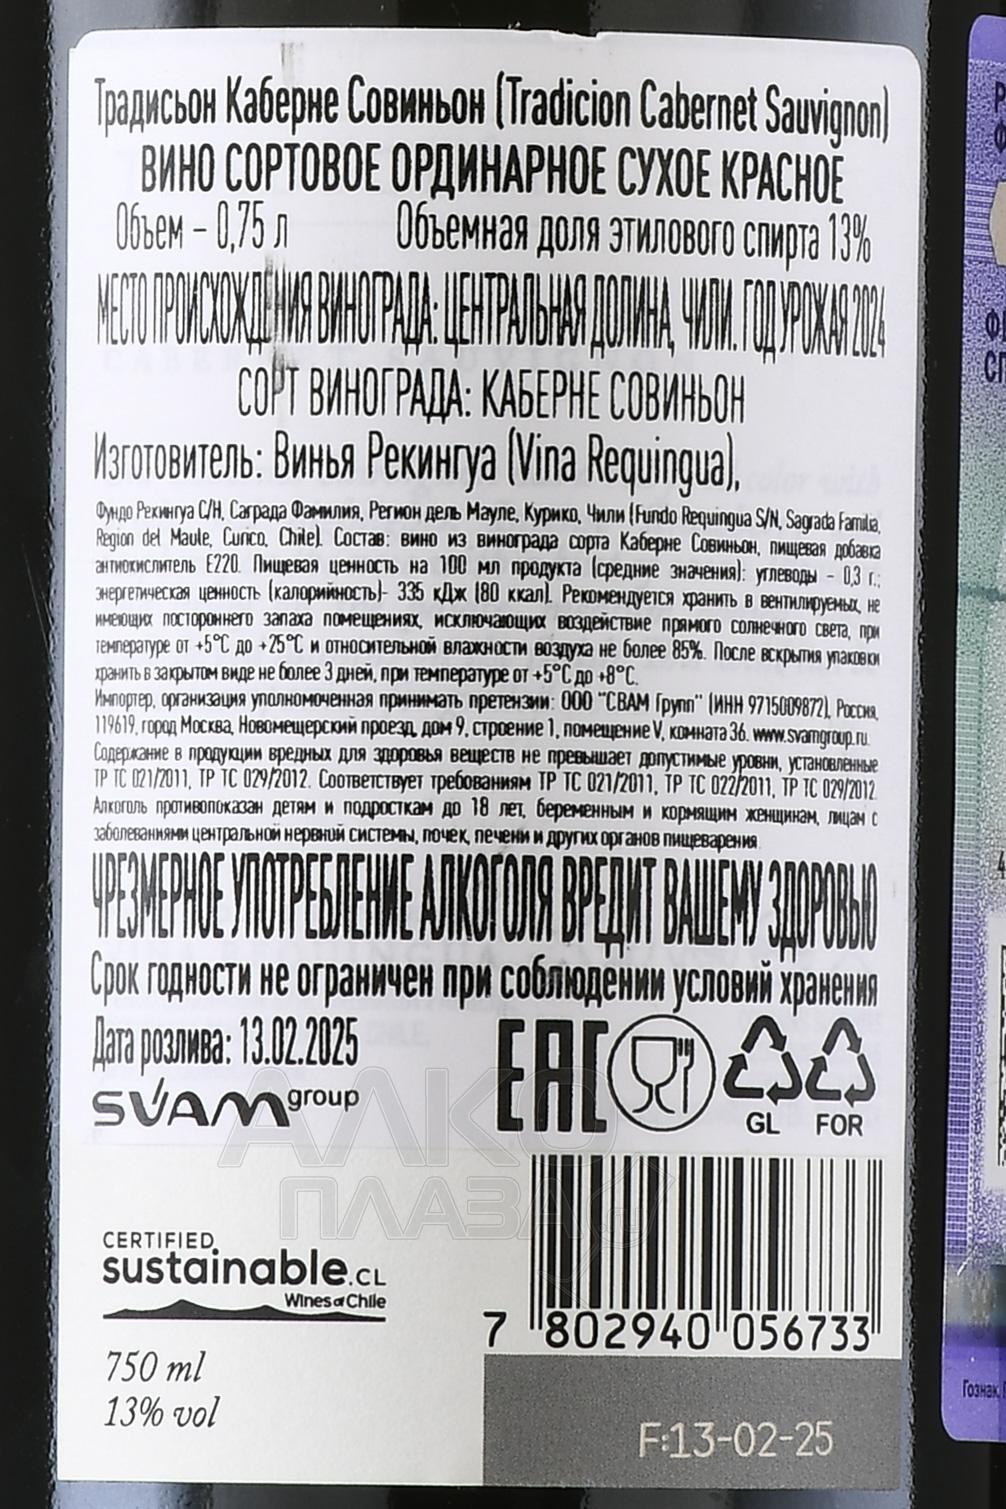 Традисьон Каберне Совиньон (Tradicion Cabernet Sauvignon)
ВИНО СОРТОВОЕ ОРДИНАРНОЕ СУХОЕ КРАСНОЕ
Объем – 0,75 л Объемная доля этилового спирта 13%
МЕСТО ПРОИСХОЖДЕНИЯ ВИНОГРАДА: ЦЕНТРАЛЬНАЯ ДОЛИНА, ЧИЛИ. ГОД УРОЖАЯ 2024
СОРТ ВИНОГРАДА: КАБЕРНЕ СОВИНЬОН
Изготовитель: Винья Рекингуа (Vina Requingua),
Фундо Рекингуа С/Н, Саграда Фамилия, Регион дель Мауле, Курико, Чили (Fundo Requingua S/N, Sagrada Familia,
Region del Maule, Curico, Chile). Состав: вино из винограда сорта Каберне Совиньон, пищевая добавка
антиокислитель Е220. Пищевая ценность на 100 мл продукта (средние значения): углеводы - 0,3 г.;
энергетическая ценность (калорийность)- 335 кДж (80 ккал). Рекомендуется хранить в вентилируемых, не
имеющих постороннего запаха помещениях, исключающих воздействие прямого солнечного света, при
температуре от +5°С до +25°С и относительной влажности воздуха не более 85%. После вскрытия упаковки
хранить в закрытом виде не более 3 дней, при температуре от +5°С до +8°С.
Импортер, организация уполномоченная принимать претензии: ООО "СВАМ Групп" (ИНН 9715009872), Россия,
119619, город Москва, Новомещерский проезд, дом 9, строение 1, помещение V, комната 36. www.svamgroup.ru.
Содержание в продукции вредных для здоровья веществ не превышает допустимые уровни, установленные
ТР ТС 021/2011, ТР ТС 029/2012. Соответствует требованиям ТР ТС 021/2011, ТР ТС 022/2011, ТР ТС 029/2012.
Алкоголь противопоказан детям и подросткам до 18 лет, беременным и кормящим женщинам, лицам с
заболеваниями центральной нервной системы, почек, печени и других органов пищеварения
ЧРЕЗМЕРНОЕ УПОТРЕБЛЕНИЕ АЛКОГОЛЯ ВРЕДИТ ВАШЕМУ ЗДОРОВЬЮ
Срок годности не ограничен при соблюдении условий хранения
Дата розлива: 13.02.2025
SVAM group
EAC
GL FOR
АЛКО
ПЛАЗА.ru
CERTIFIED
sustainable.CL
Wines of Chile
7 802940 056733
750 ml
13% vol
F:13-02-25
Гознак,